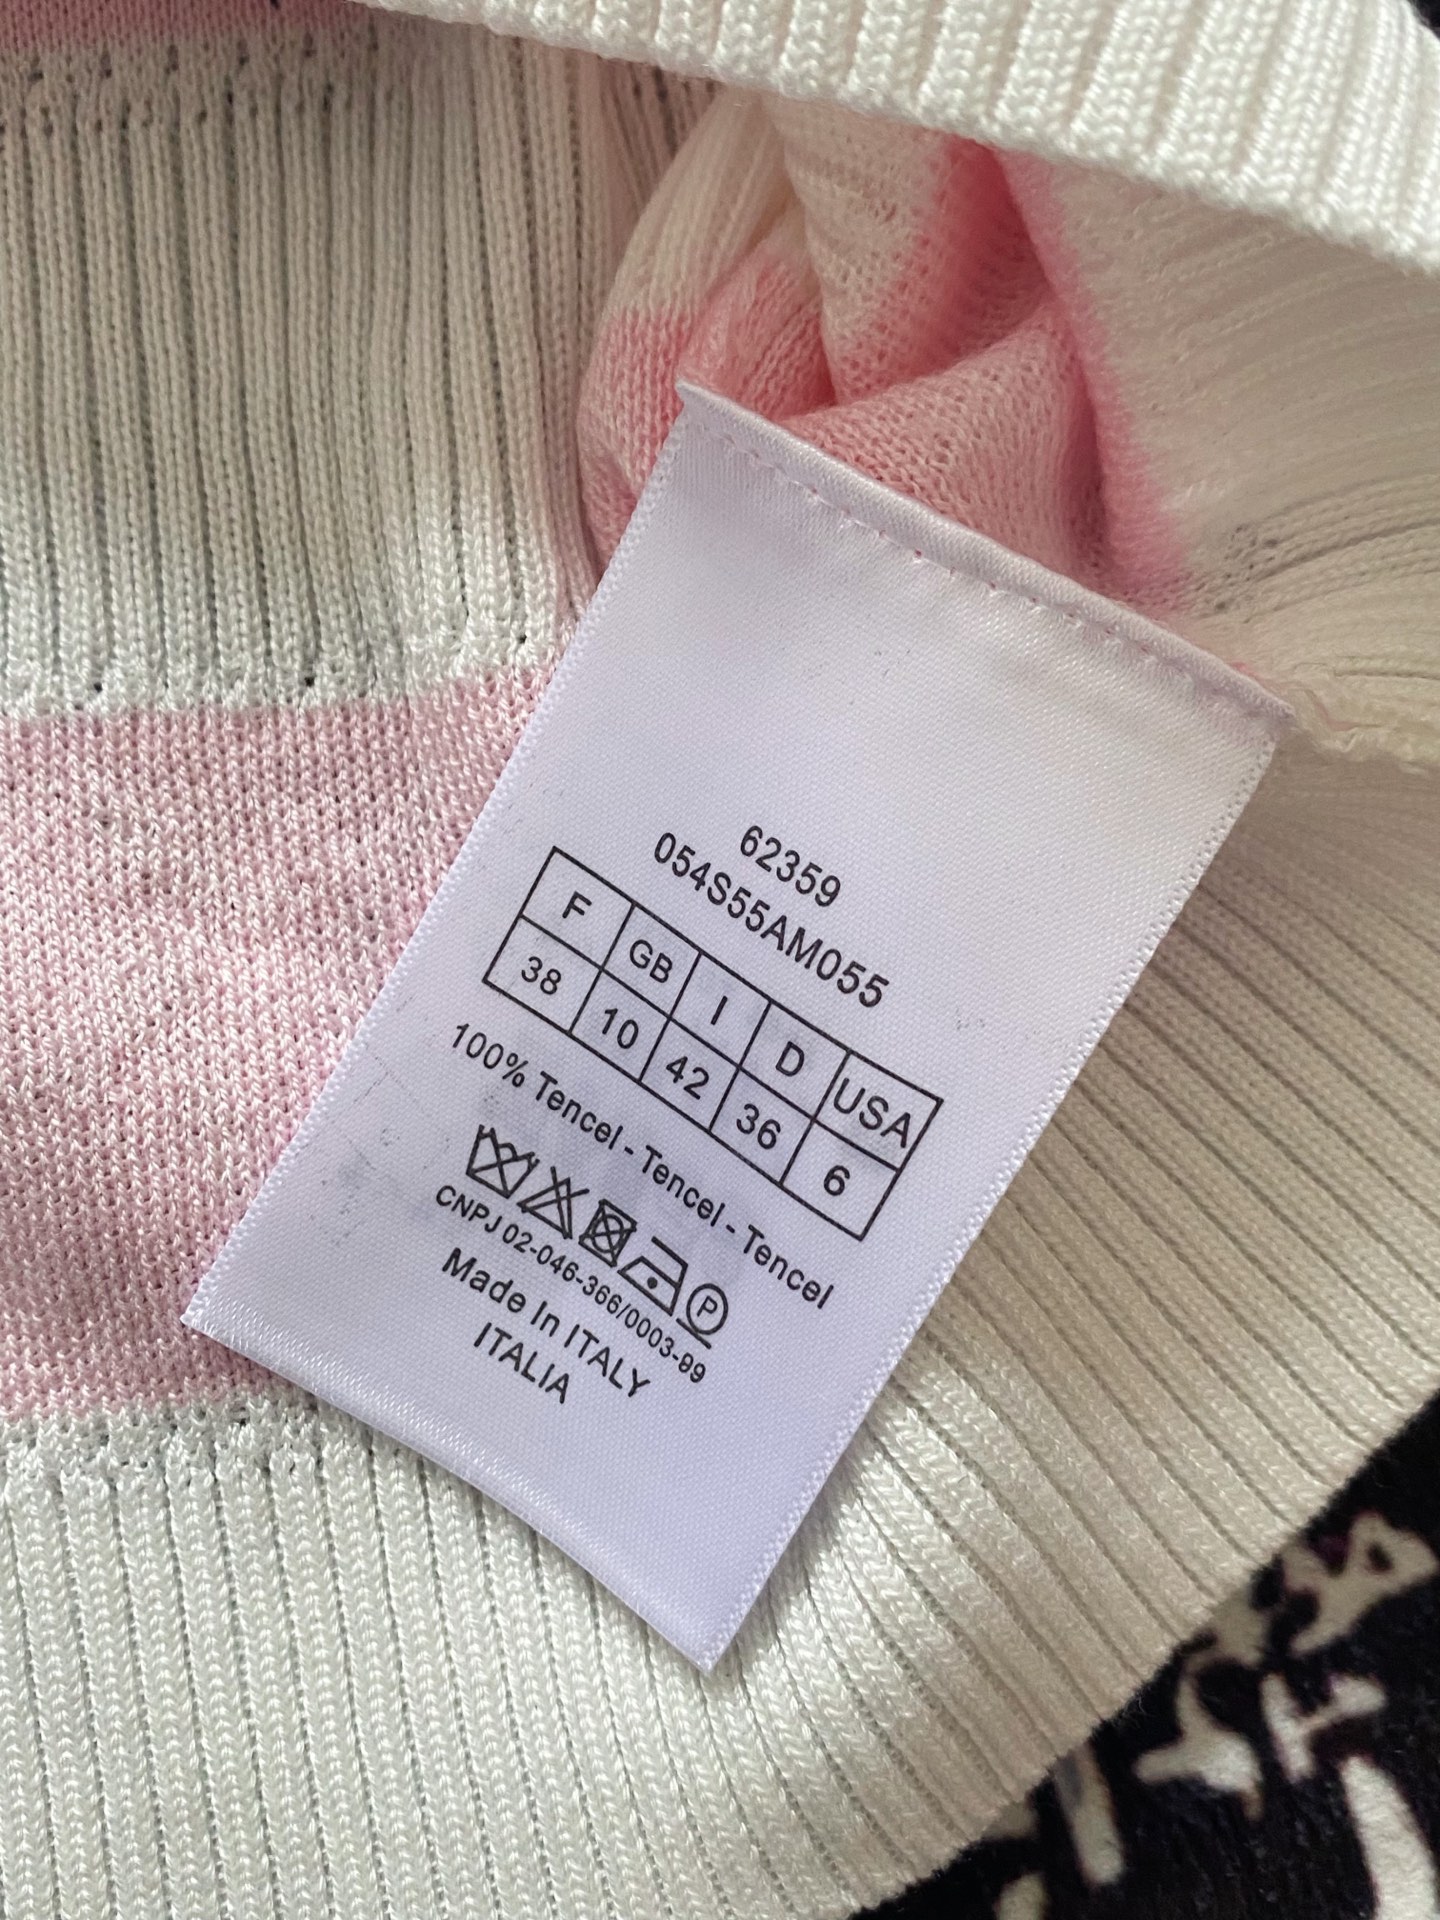 62359
054S55AM055
F GB I D USA
38 10 42 36 6
100% Tencel - Tencel - Tencel - Tencel
P
CNPJ 02-046-366/0003-99
Made In ITALY
ITALIA